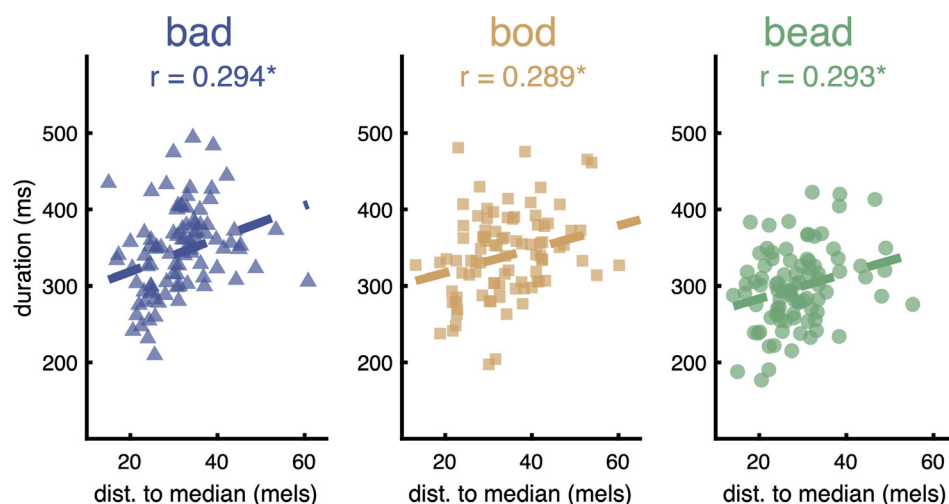 bad
r = 0.294*
bod
r = 0.289*
bead
r = 0.293*
duration (ms)
500
400
300
200
20
40
60
dist. to median (mels)
500
400
300
200
20
40
60
dist. to median (mels)
500
400
300
200
20
40
60
dist. to median (mels)